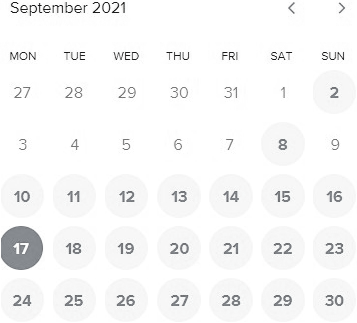 September 2021
MON TUE WED THU FRI SAT SUN
27 28 29 30 31 1 2
3 4 5 6 7 8 9
10 11 12 13 14 15 16
17 18 19 20 21 22 23
24 25 26 27 28 29 30